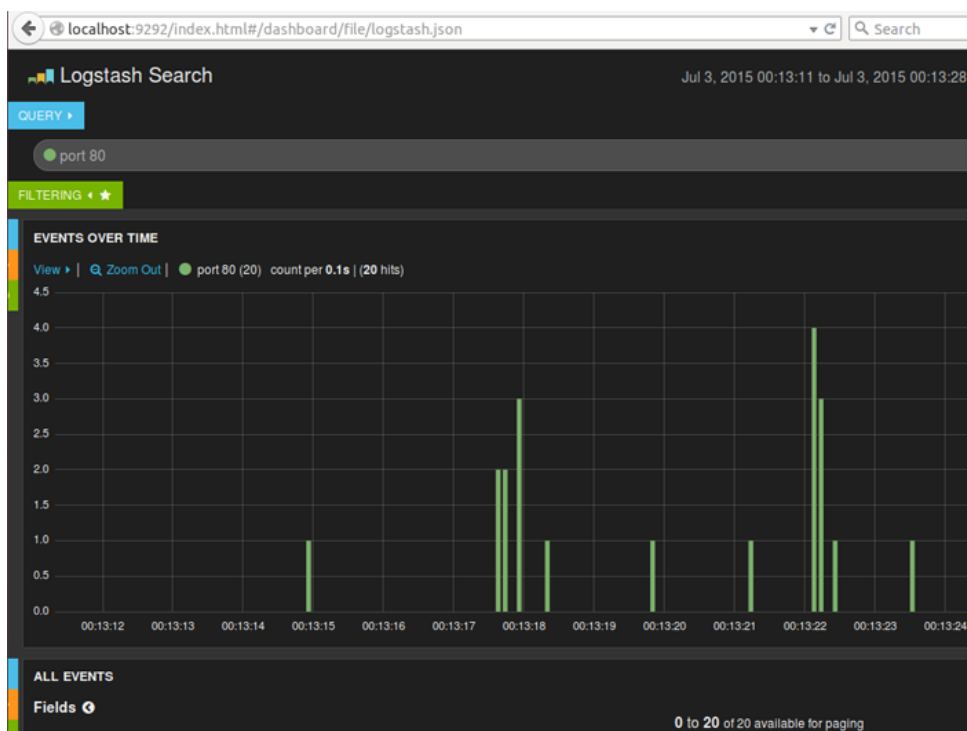 localhost:9292/index.html#/dashboard/file/logstash.json
Search
Logstash Search
Jul 3, 2015 00:13:11 to Jul 3, 2015 00:13:28
QUERY
port 80
FILTERING
EVENTS OVER TIME
View | Zoom Out | port 80 (20) count per 0.1s | (20 hits)
4.5
4.0
3.5
3.0
2.5
2.0
1.5
1.0
0.5
0.0
00:13:12 00:13:13 00:13:14 00:13:15 00:13:16 00:13:17 00:13:18 00:13:19 00:13:20 00:13:21 00:13:22 00:13:23 00:13:24
ALL EVENTS
Fields
0 to 20 of 20 available for paging